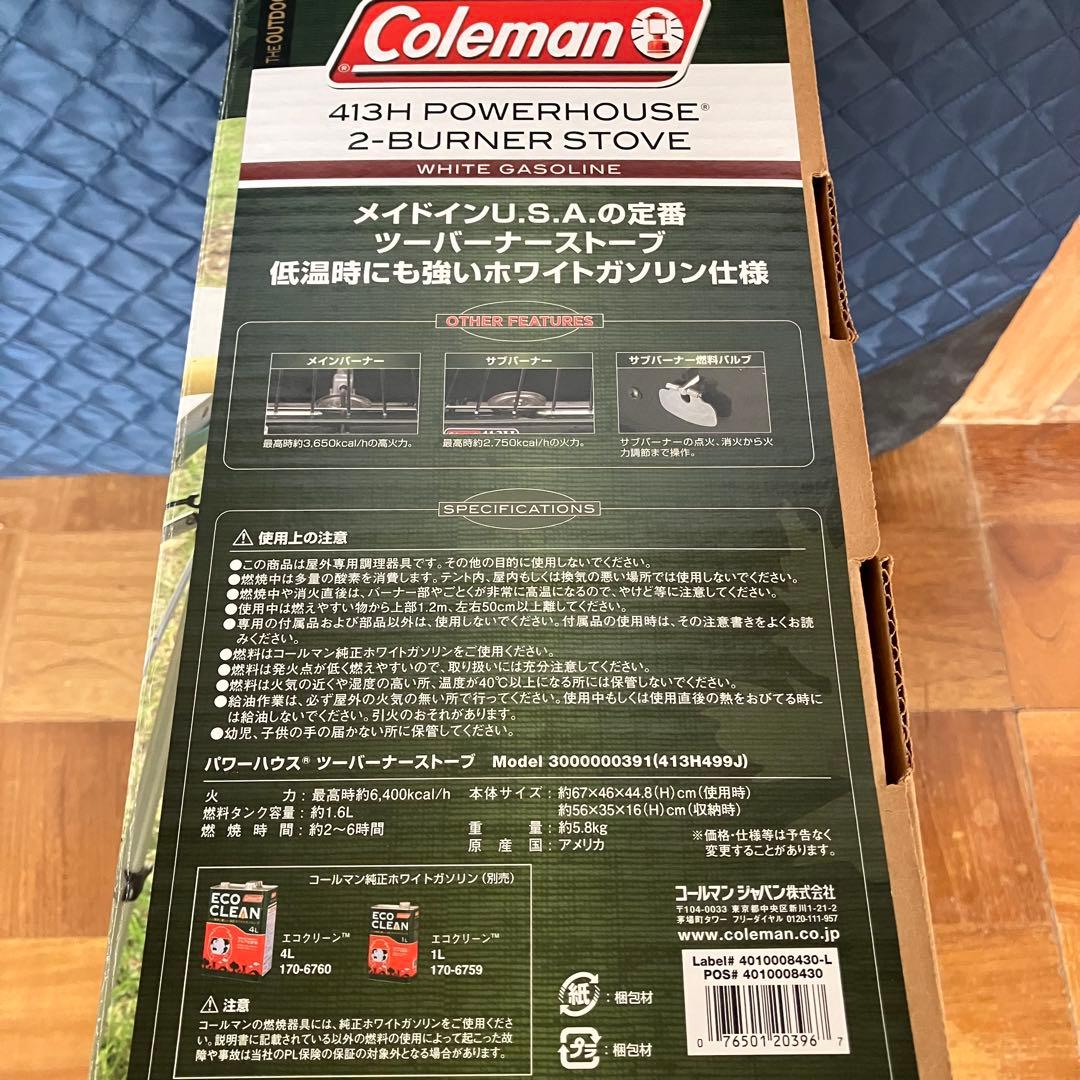 THE OUTDO
Coleman®
413H POWERHOUSE®
2-BURNER STOVE
WHITE GASOLINE
メイドインU.S.A.の定番
ツーバーナーストーブ
低温時にも強いホワイトガソリン仕様
OTHER FEATURES
メインバーナー
最高時約3,650kcal/hの高火力。
サブバーナー
413H
最高時約2,750kcal/hの火力。
サブバーナー燃料バルブ
サブバーナーの点火、消火から火
力調節まで操作。
SPECIFICATIONS
⚠ 使用上の注意
●この商品は屋外専用調理器具です。その他の目的に使用しないでください。
●燃焼中は多量の酸素を消費します。テント内、屋内もしくは換気の悪い場所では使用しないでください。
●燃焼中や消火直後は、バーナー部やごとくが非常に高温になるので、やけど等に注意してください。
●使用中は燃えやすい物から上部1.2m、左右50cm以上離してください。
●専用の付属品および部品以外は、使用しないでください。付属品の使用時は、その注意書きをよくお読
みください。
●燃料はコールマン純正ホワイトガソリンをご使用ください。
●燃料は発火点が低く燃えやすいので、取り扱いには充分注意してください。
●燃料は火気の近くや湿度の高い所、温度が40℃以上になる所には保管しないでください。
●給油作業は、必ず屋外の火気の無い所で行ってください。使用中もしくは使用直後の熱をおびてる時に
は給油しないでください。引火のおそれがあります。
●幼児、子供の手の届かない所に保管してください。
パワーハウス® ツーバーナーストーブ Model 3000000391(413H499J)
火力:最高時約6,400kcal/h
燃料タンク容量:約1.6L
燃焼時間:約2～6時間
本体サイズ:約67×46×44.8(H)cm(使用時)
約56×35×16(H)cm(収納時)
重量:約5.8kg
原産国:アメリカ
※価格・仕様等は予告なく
変更することがあります。
コールマン純正ホワイトガソリン(別売)
ECO
CLEAN
4L
エコクリーン™
4L
170-6760
ECO
CLEAN
1L
エコクリーン™
1L
170-6759
⚠ 注意
コールマンの燃焼器具には、純正ホワイトガソリンをご使用くださ
い。説明書に記載されている以外の燃料の使用によって起こった故
障や事故は当社のPL保険の保証の対象外となる場合があります。
紙:梱包材
プラ:梱包材
コールマン ジャパン株式会社
〒104-0033 東京都中央区新川1-21-2
茅場町タワー フリーダイヤル 0120-111-957
www.coleman.co.jp
Label# 4010008430-L
POS# 4010008430
0 76501 20396 7